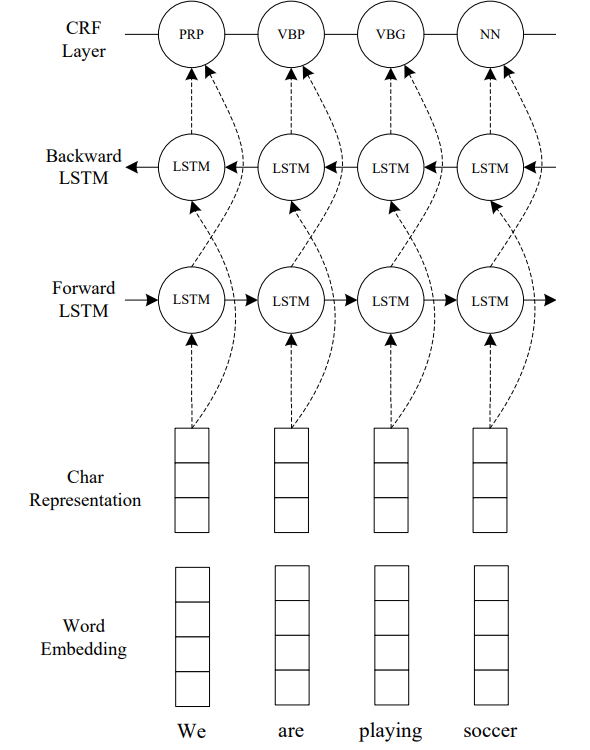 CRF
Layer
PRP
VBP
VBG
NN
Backward
LSTM
LSTM
LSTM
LSTM
LSTM
Forward
LSTM
LSTM
LSTM
LSTM
LSTM
Char
Representation
Word
Embedding
We
are
playing
soccer